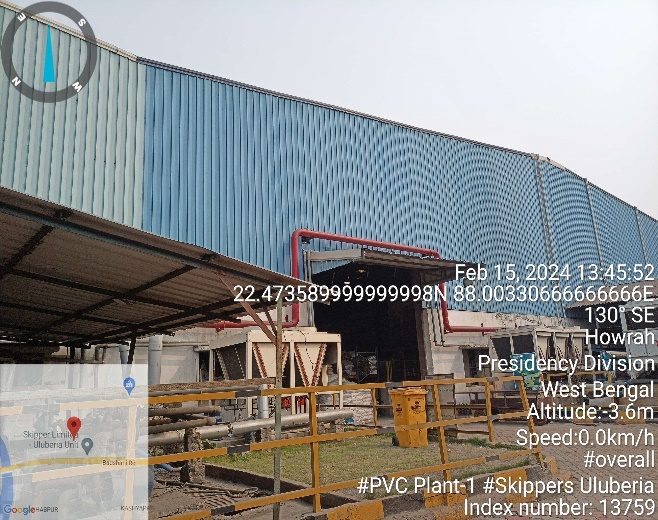 S
E
W
N
Feb 15, 2024 13:45:52
22.473589999999998N 88.00330666666666E
130° SE
Howrah
Presidency Division
West Bengal
Altitude:-3.6m
Speed:0.0km/h
#overall
#PVC Plant-1 #Skippers Uluberia
Index number: 13759
Skipper Limited
Uluberia Unit
Google